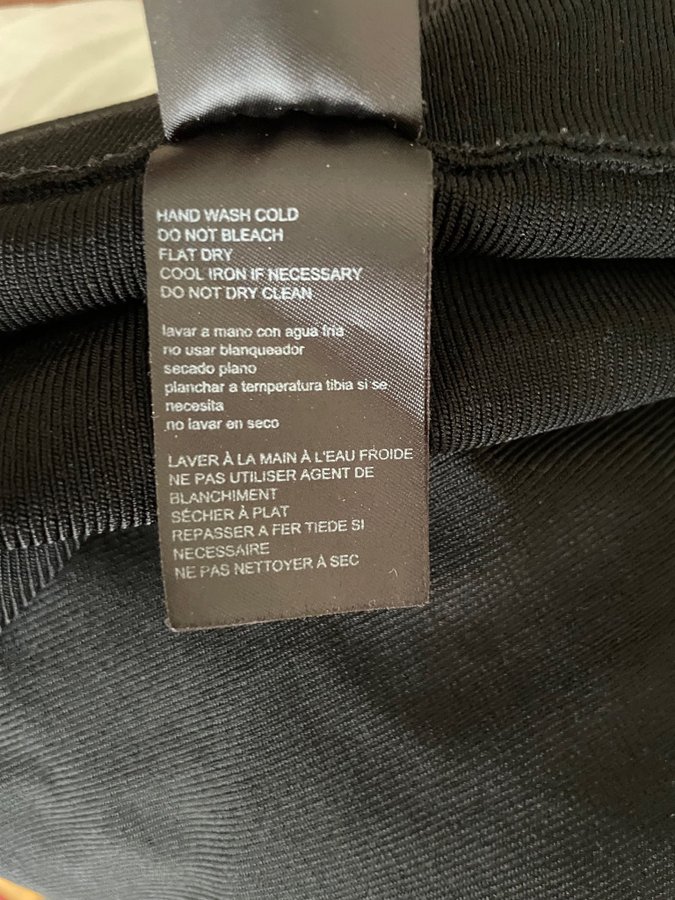 HAND WASH COLD
DO NOT BLEACH
FLAT DRY
COOL IRON IF NECESSARY
DO NOT DRY CLEAN
lavar a mano con agua fria
no usar blanqueador
secado plano
planchar a temperatura tibia si se
necesita
no lavar en seco
LAVER À LA MAIN À L'EAU FROIDE
NE PAS UTILISER AGENT DE
BLANCHIMENT
SÉCHER À PLAT
REPASSER A FER TIEDE SI
NECESSAIRE
NE PAS NETTOYER À SEC